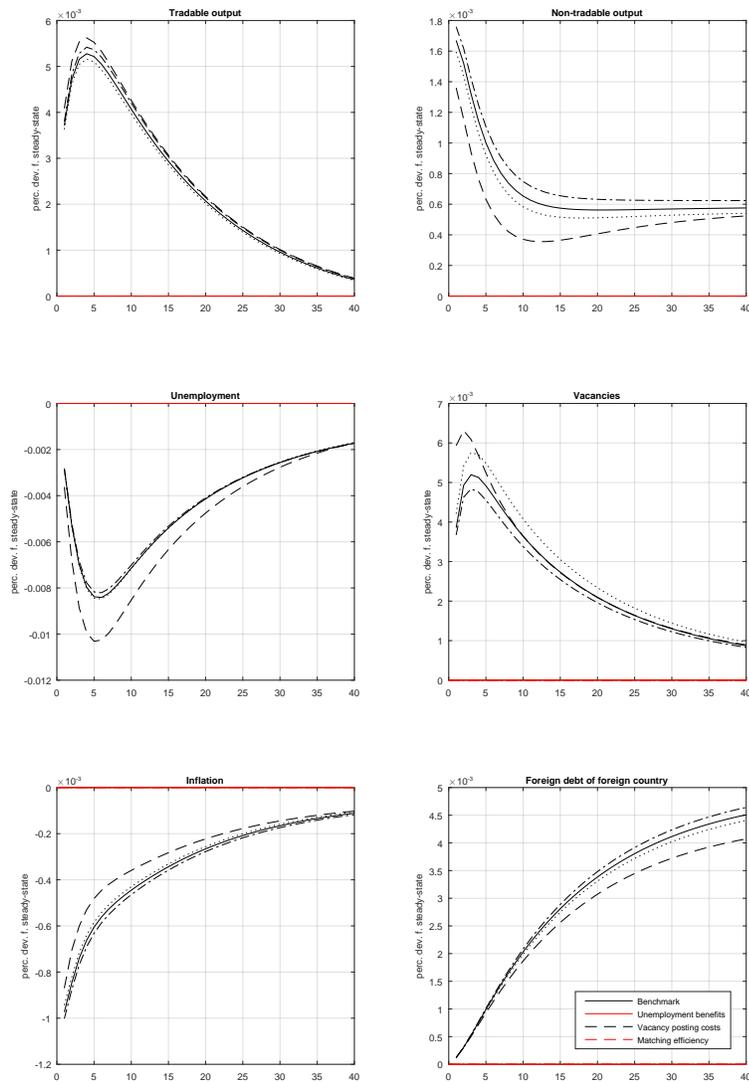 Tradable output
×10-3
perc. dev. f. steady-state
6
5
4
3
2
1
0
0 5 10 15 20 25 30 35 40
Non-tradable output
×10-3
perc. dev. f. steady-state
1.8
1.6
1.4
1.2
1
0.8
0.6
0.4
0.2
0
0 5 10 15 20 25 30 35 40
Unemployment
perc. dev. f. steady-state
0
-0.002
-0.004
-0.006
-0.008
-0.01
-0.012
0 5 10 15 20 25 30 35 40
Vacancies
×10-3
perc. dev. f. steady-state
7
6
5
4
3
2
1
0
0 5 10 15 20 25 30 35 40
Inflation
×10-3
perc. dev. f. steady-state
0
-0.2
-0.4
-0.6
-0.8
-1
-1.2
0 5 10 15 20 25 30 35 40
Foreign debt of foreign country
×10-3
perc. dev. f. steady-state
5
4.5
4
3.5
3
2.5
2
1.5
1
0.5
0
0 5 10 15 20 25 30 35 40
Benchmark
Unemployment benefits
Vacancy posting costs
Matching efficiency